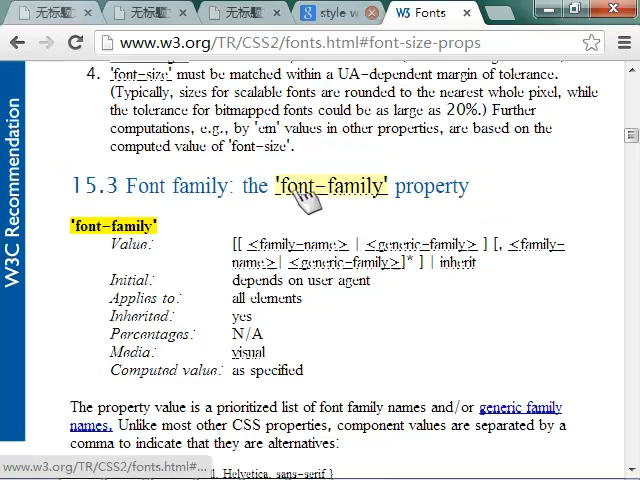 无标题 × 无标题 × 无标题 × style w × W3C Fonts ×
www.w3.org/TR/CSS2/fonts.html#font-size-props
4. 'font-size' must be matched within a UA-dependent margin of tolerance.
(Typically, sizes for scalable fonts are rounded to the nearest whole pixel, while
the tolerance for bitmapped fonts could be as large as 20%.) Further
computations, e.g., by 'em' values in other properties, are based on the
computed value of 'font-size'.
W3C Recommendation
15.3 Font family: the 'font-family' property
'font-family'
Value: [[ <family-name> | <generic-family> ] [, <family-
name>| <generic-family>]* ] | inherit
Initial: depends on user agent
Applies to: all elements
Inherited: yes
Percentages: N/A
Media: visual
Computed value: as specified
The property value is a prioritized list of font family names and/or generic family
names. Unlike most other CSS properties, component values are separated by a
comma to indicate that they are alternatives:
www.w3.org/TR/CSS2/fonts.html#...
Helvetica, sans-serif }